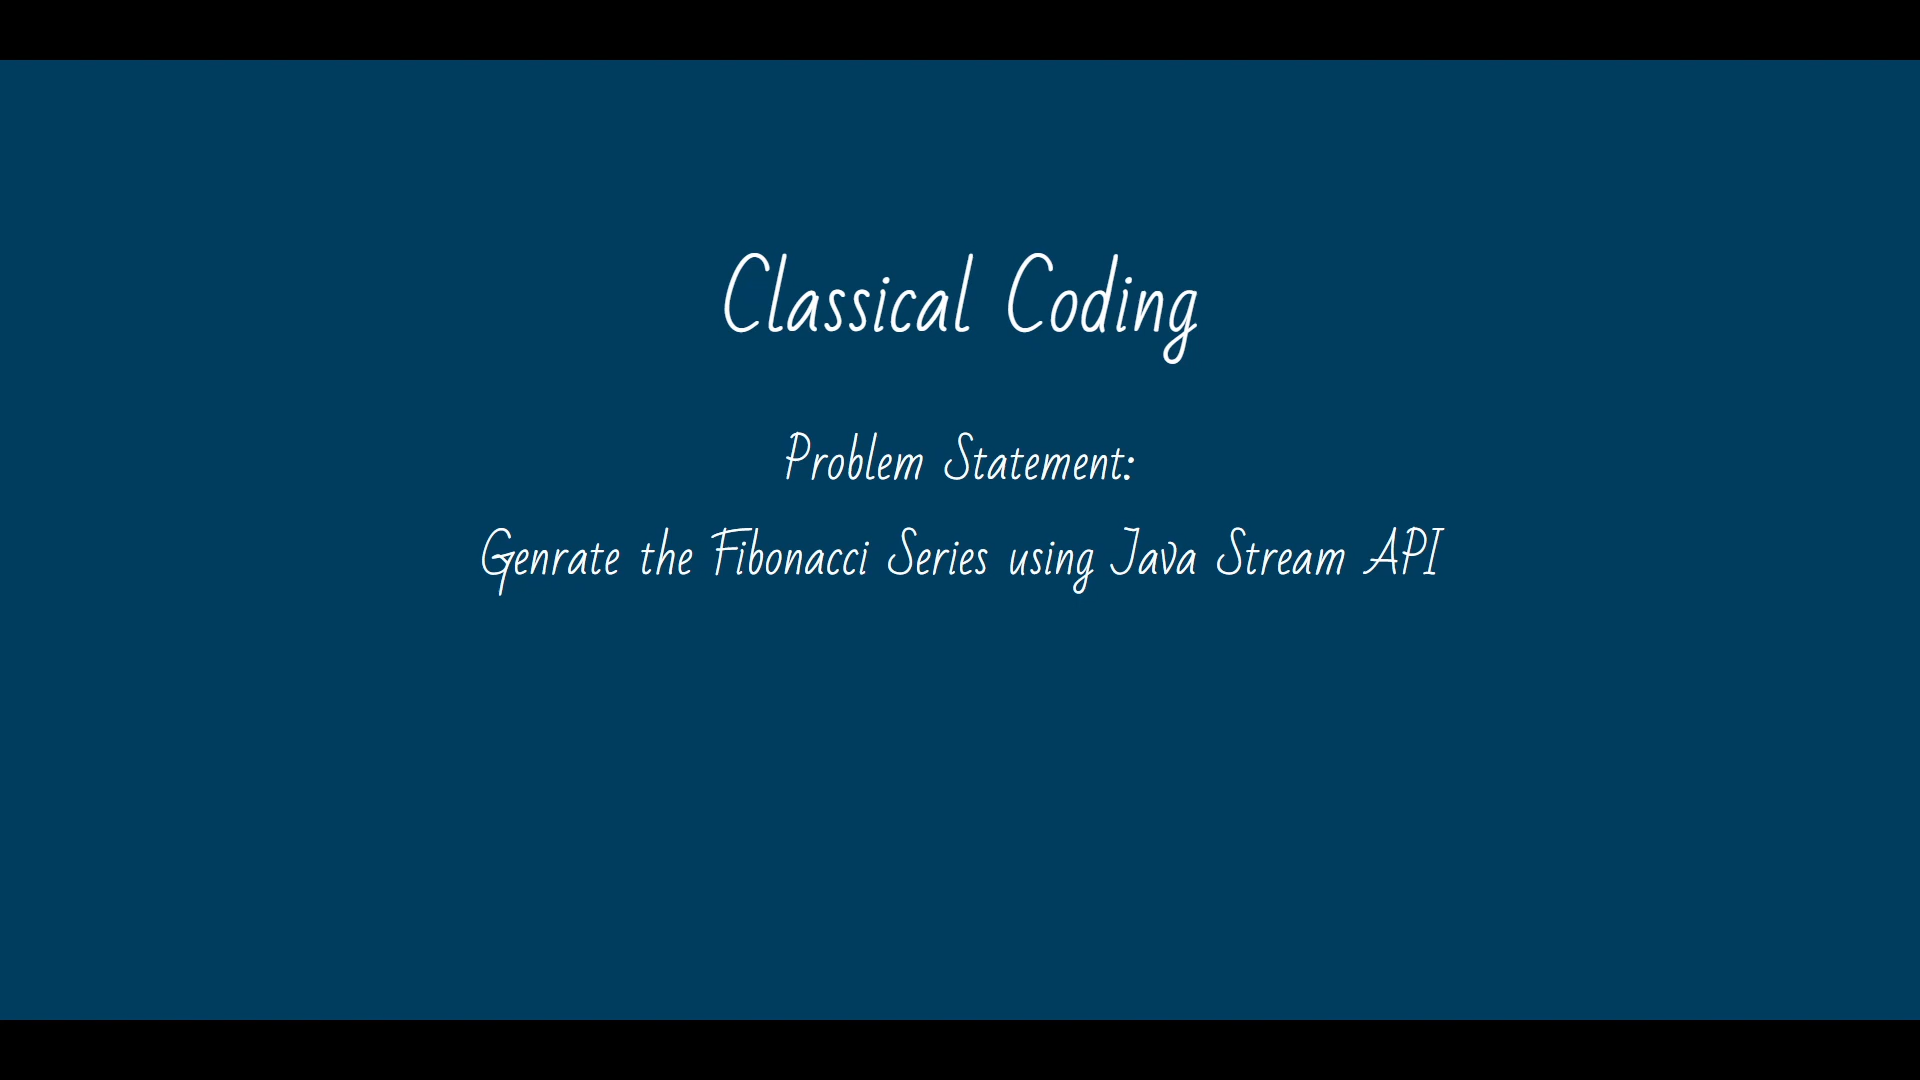 Classical Coding
Problem Statement:
Genrate the Fibonacci Series using Java Stream API